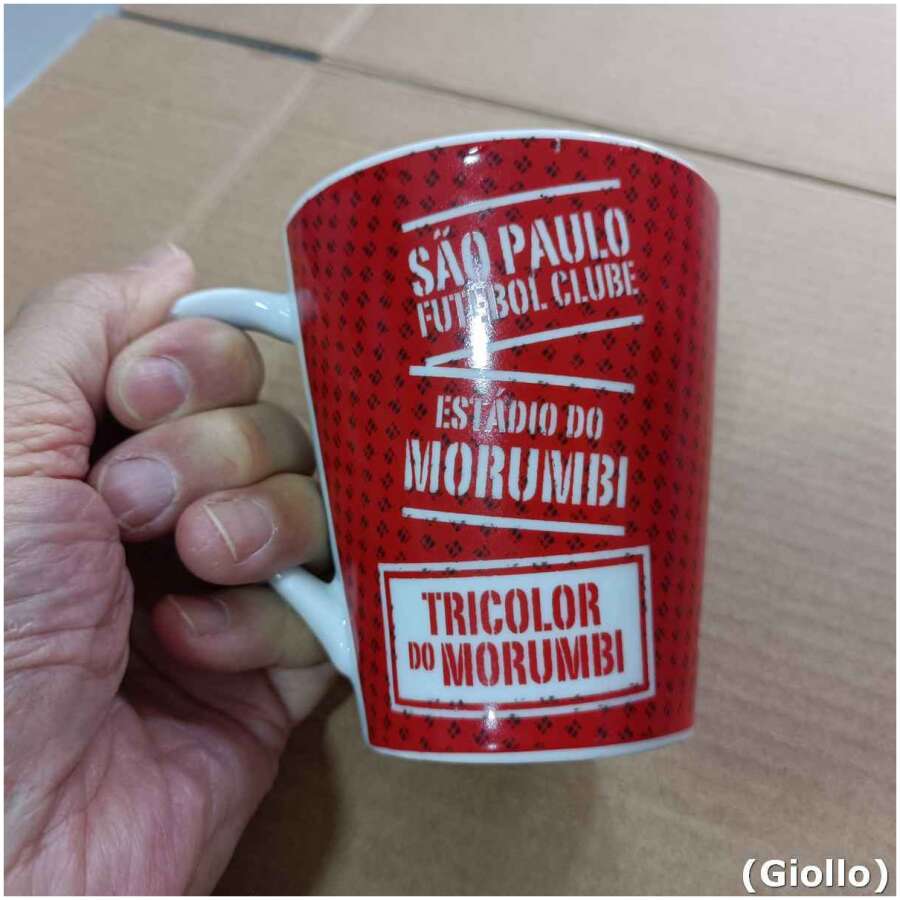 SÃO PAULO
FUTEBOL CLUBE
ESTÁDIO DO
MORUMBI
TRICOLOR
DO MORUMBI
(Giollo)